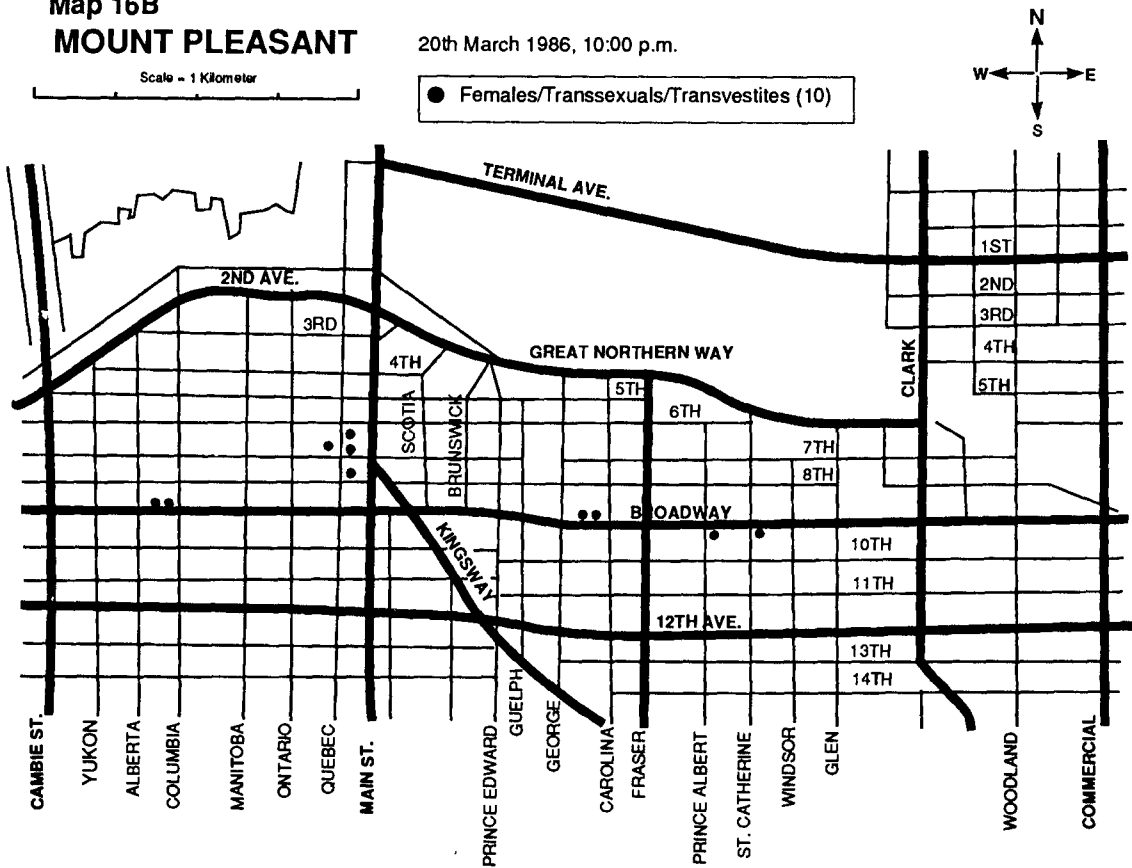 Map 16B
MOUNT PLEASANT
20th March 1986, 10:00 p.m.
Scale = 1 Kilometer
Females/Transsexuals/Transvestites (10)
N
W E
S
TERMINAL AVE.
1ST
2ND AVE.
2ND
3RD
3RD
4TH
GREAT NORTHERN WAY
4TH
5TH
5TH
CLARK
6TH
SCOTIA
BRUNSWICK
7TH
8TH
BROADWAY
KINGSWAY
10TH
11TH
12TH AVE.
13TH
14TH
CAMBIE ST.
YUKON
ALBERTA
COLUMBIA
MANITOBA
ONTARIO
QUEBEC
MAIN ST.
PRINCE EDWARD
GUELPH
GEORGE
CAROLINA
FRASER
PRINCE ALBERT
ST. CATHERINE
WINDSOR
GLEN
WOODLAND
COMMERCIAL